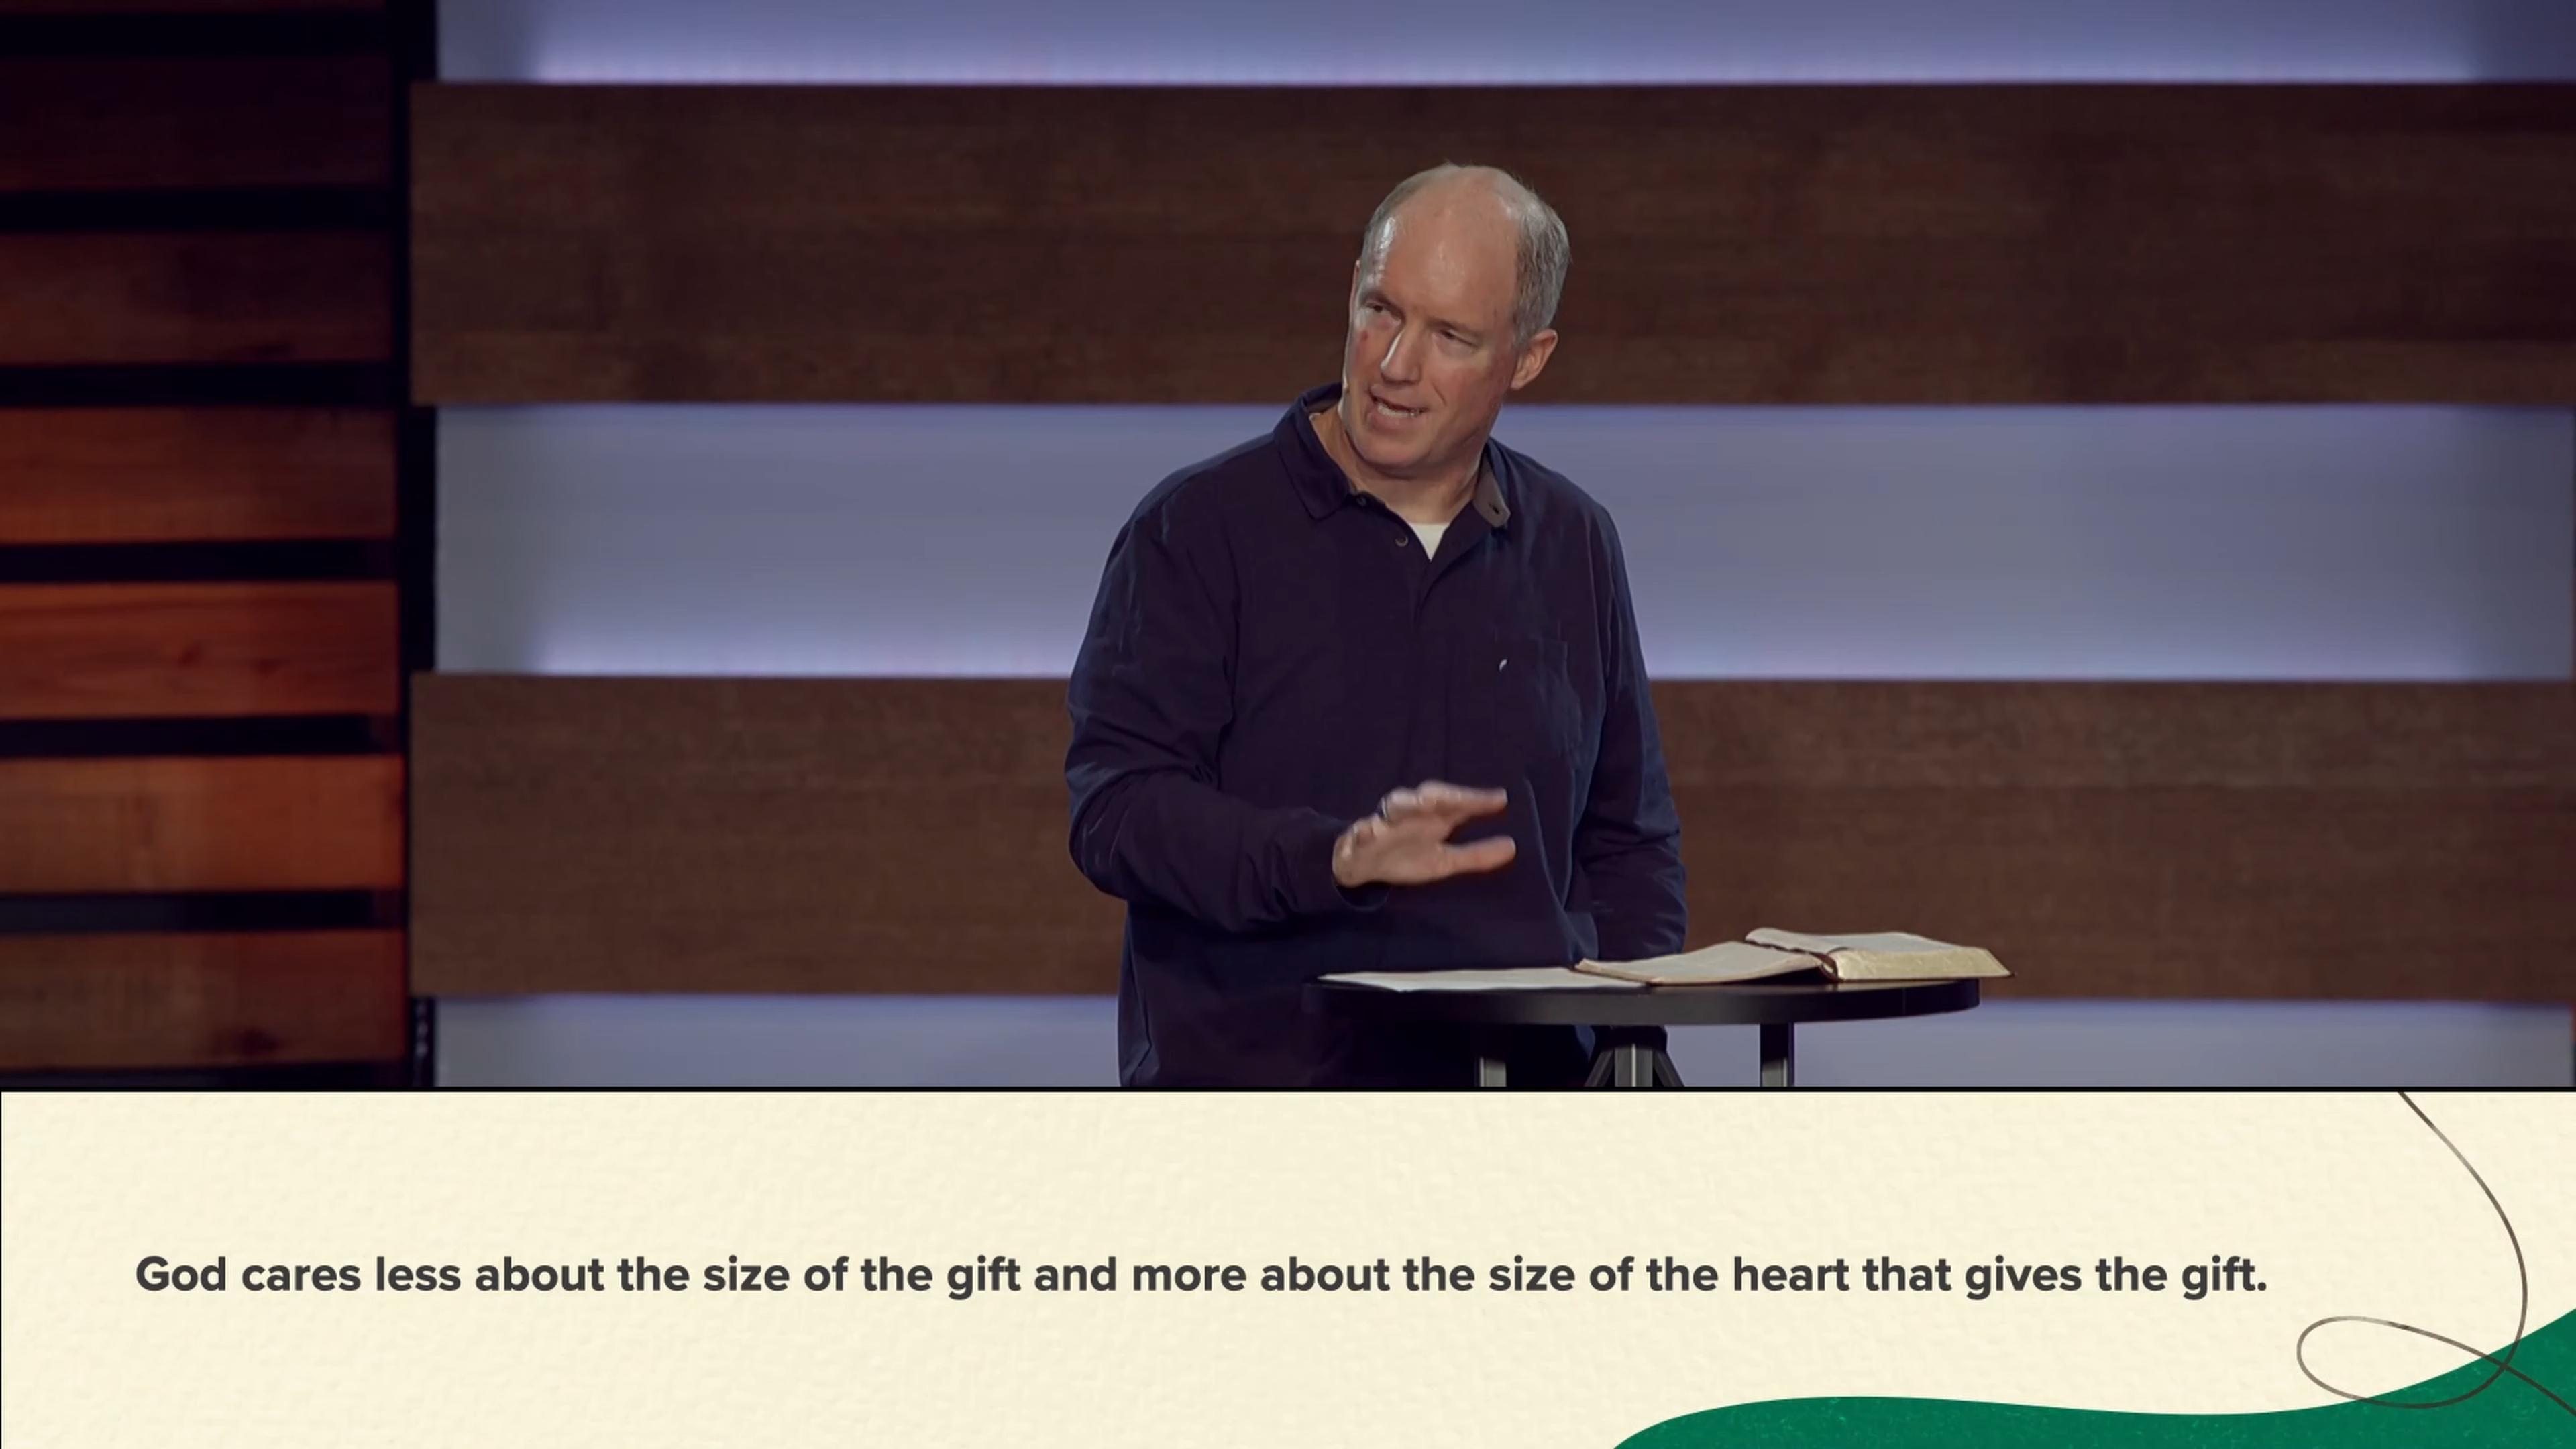 God cares less about the size of the gift and more about the size of the heart that gives the gift.